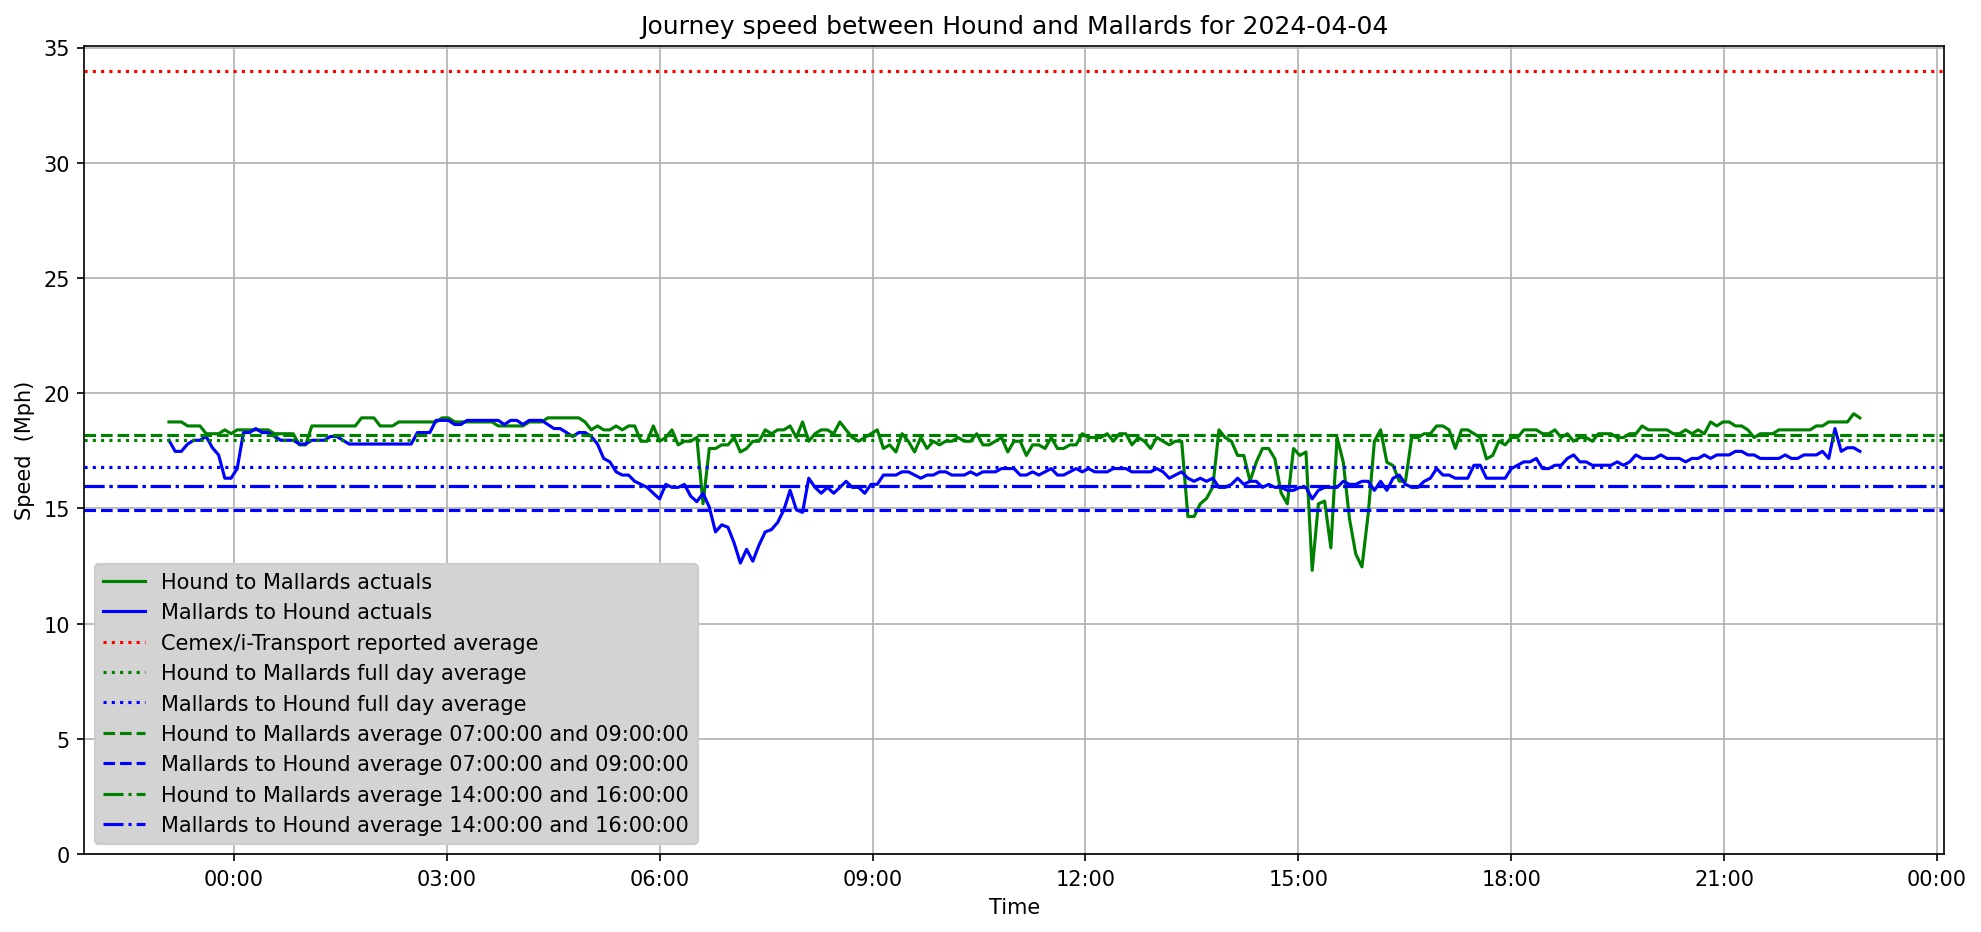 Journey speed between Hound and Mallards for 2024-04-04
35
30
25
20
15
10
5
0
Speed (Mph)
Hound to Mallards actuals
Mallards to Hound actuals
Cemex/i-Transport reported average
Hound to Mallards full day average
Mallards to Hound full day average
Hound to Mallards average 07:00:00 and 09:00:00
Mallards to Hound average 07:00:00 and 09:00:00
Hound to Mallards average 14:00:00 and 16:00:00
Mallards to Hound average 14:00:00 and 16:00:00
00:00 03:00 06:00 09:00 12:00 15:00 18:00 21:00 00:00
Time